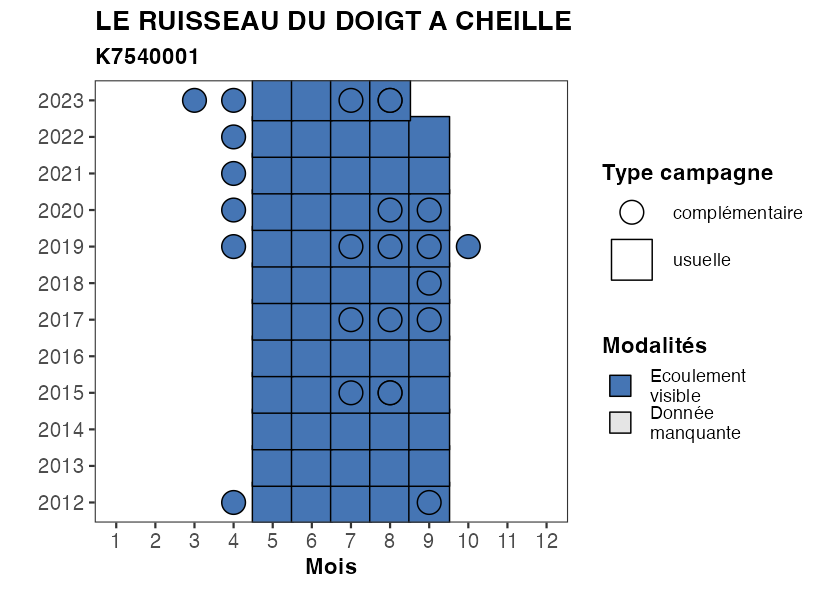 LE RUISSEAU DU DOIGT A CHEILLE
K7540001
2023
2022
2021
2020
2019
2018
2017
2016
2015
2014
2013
2012
1 2 3 4 5 6 7 8 9 10 11 12
Mois
Type campagne
complémentaire
usuelle
Modalités
Ecoulement
visible
Donnée
manquante